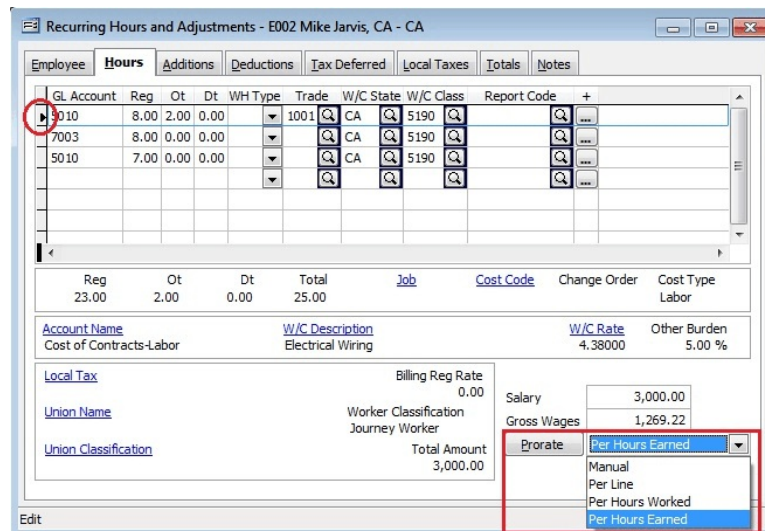 Recurring Hours and Adjustments - E002 Mike Jarvis, CA - CA
Employee Hours Additions Deductions Tax Deferred Local Taxes Totals Notes
GL Account Reg Ot Dt WH Type Trade W/C State W/C Class Report Code +
5010 8.00 2.00 0.00 1001 CA 5190 ...
7003 8.00 0.00 0.00 CA 5190 ...
5010 7.00 0.00 0.00 CA 5190 ...
...
Reg Ot Dt Total Job Cost Code Change Order Cost Type
23.00 2.00 0.00 25.00 Labor
Account Name W/C Description W/C Rate Other Burden
Cost of Contracts-Labor Electrical Wiring 4.38000 5.00 %
Local Tax Billing Reg Rate
0.00
Salary 3,000.00
Union Name Worker Classification
Gross Wages 1,269.22
Journey Worker
Prorate Per Hours Earned
Union Classification Total Amount
3,000.00
Manual
Per Line
Per Hours Worked
Per Hours Earned
Edit